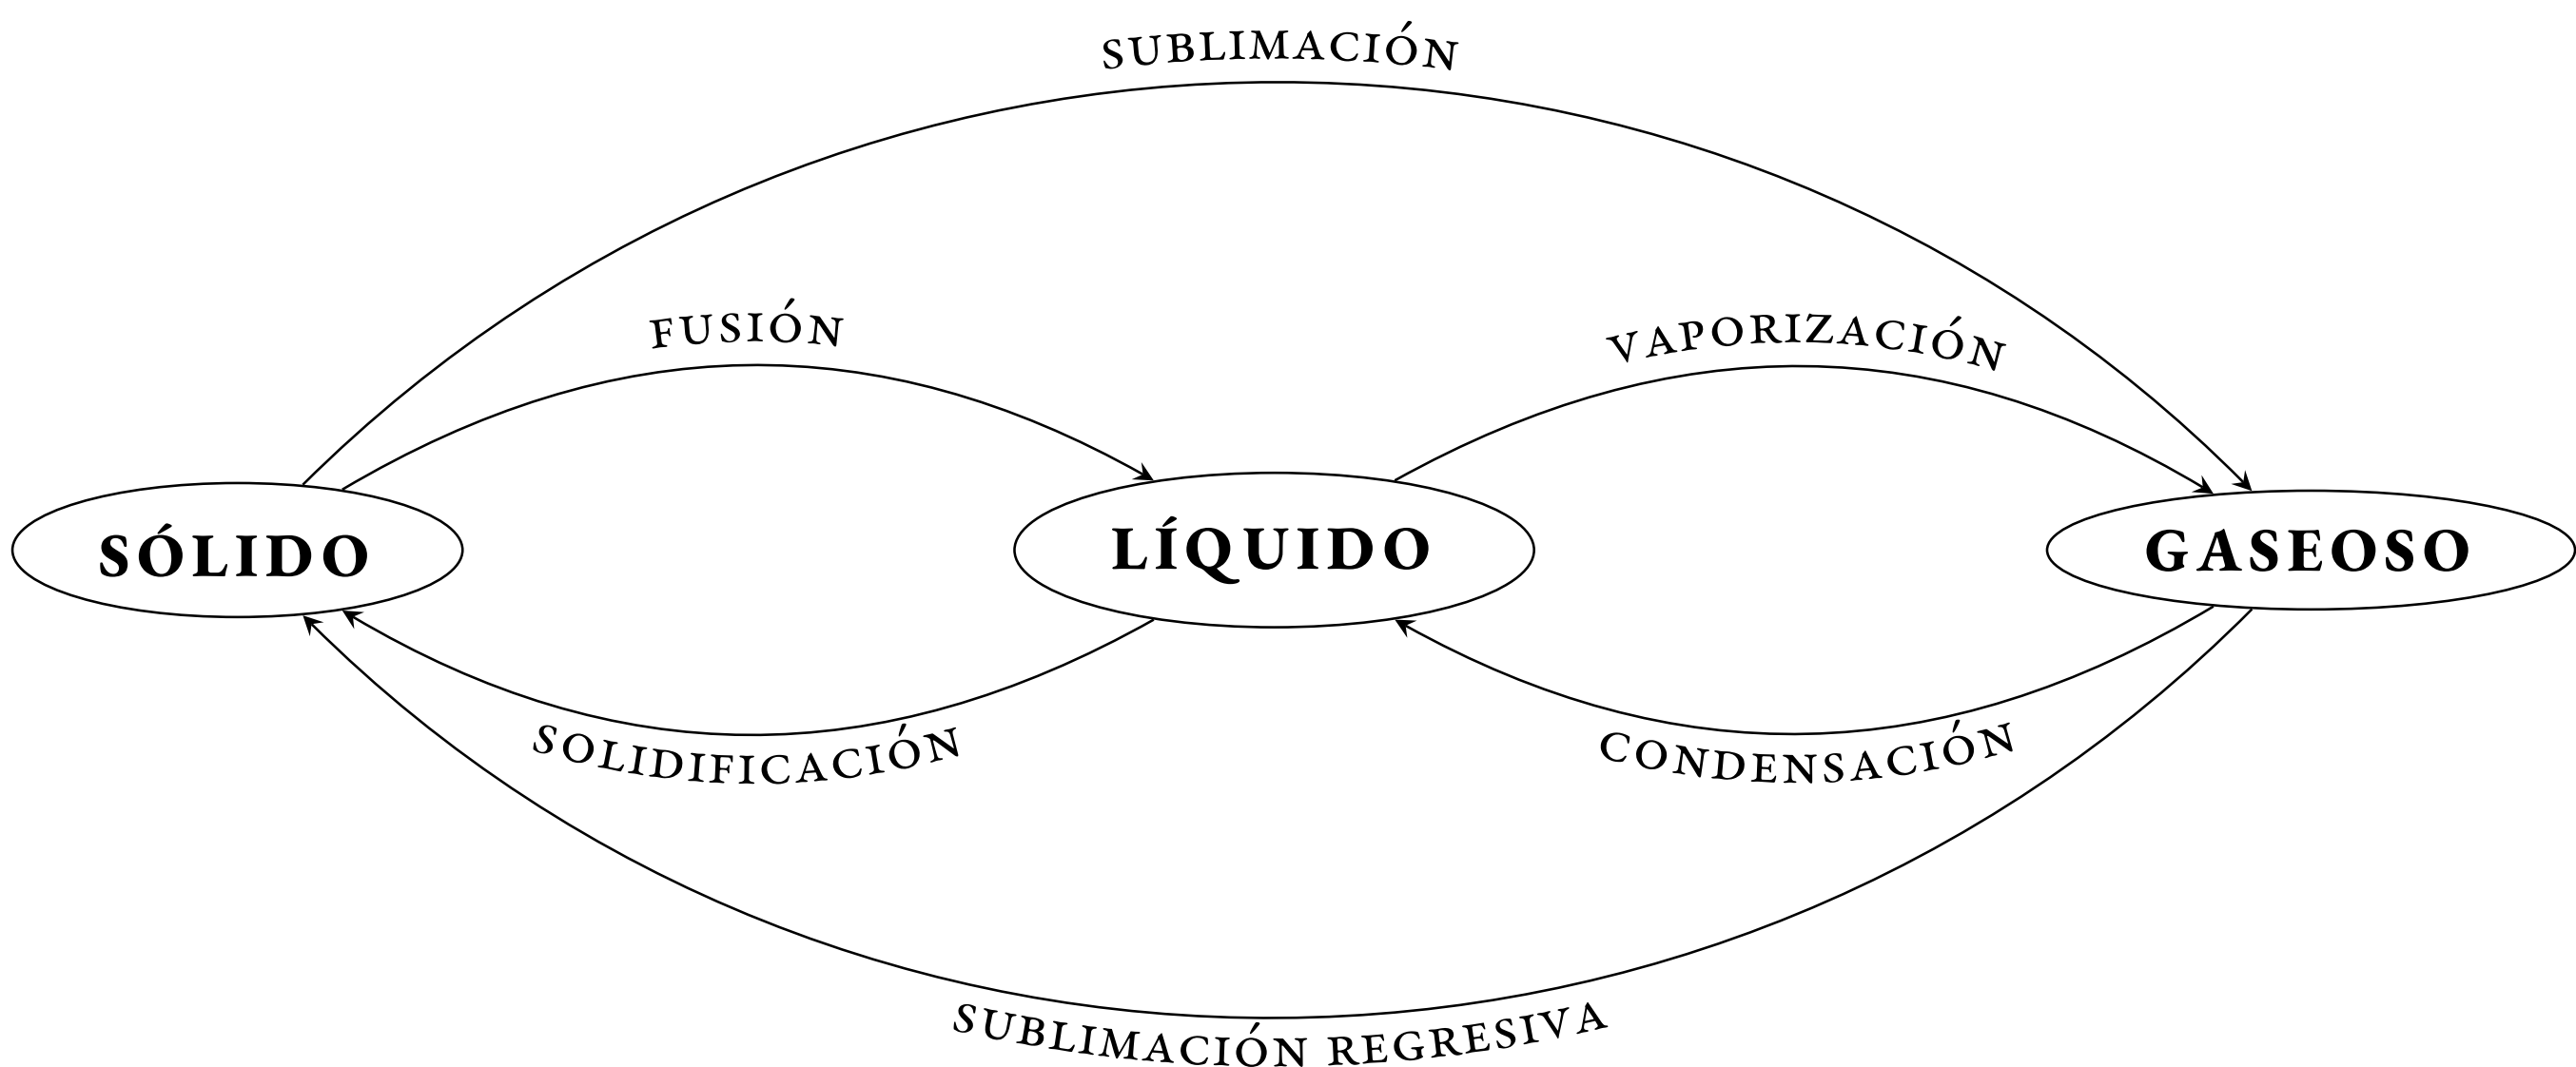 SUBLIMACIÓN
FUSIÓN
VAPORIZACIÓN
SÓLIDO
LÍQUIDO
GASEOSO
SOLIDIFICACIÓN
CONDENSACIÓN
SUBLIMACIÓN REGRESIVA